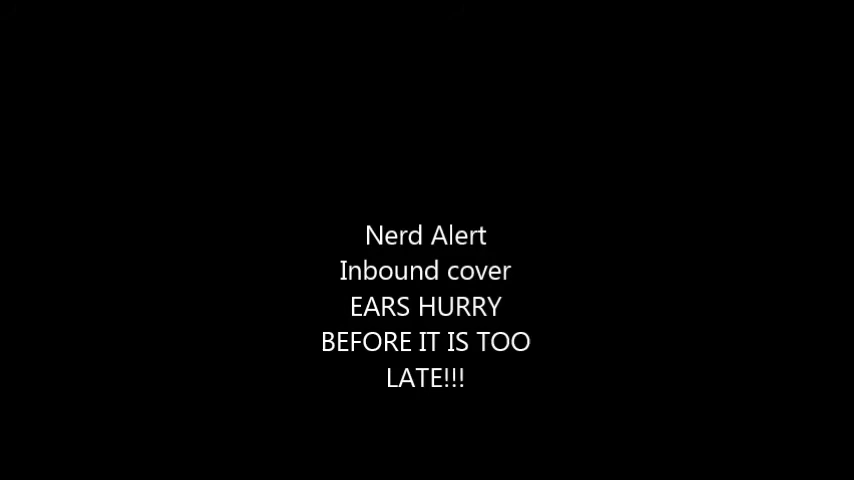 Nerd Alert
Inbound cover
EARS HURRY
BEFORE IT IS TOO
LATE!!!